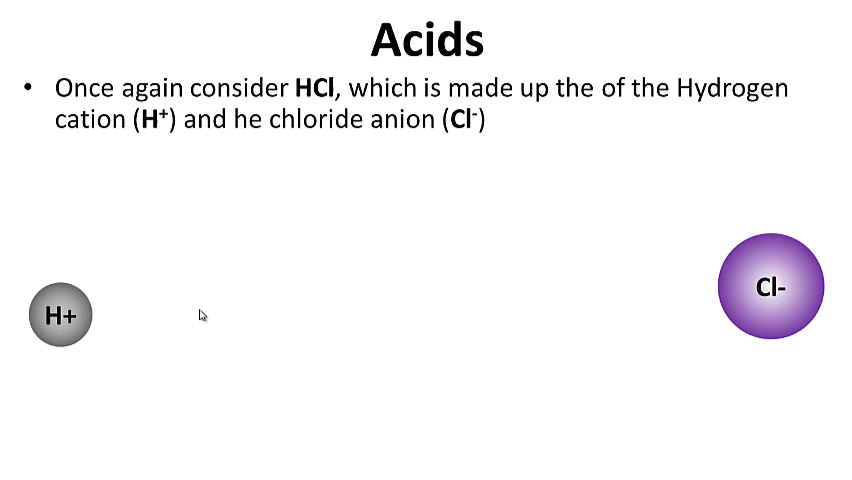 Acids
• Once again consider HCl, which is made up the of the Hydrogen
cation (H⁺) and he chloride anion (Cl⁻)
H+
Cl-